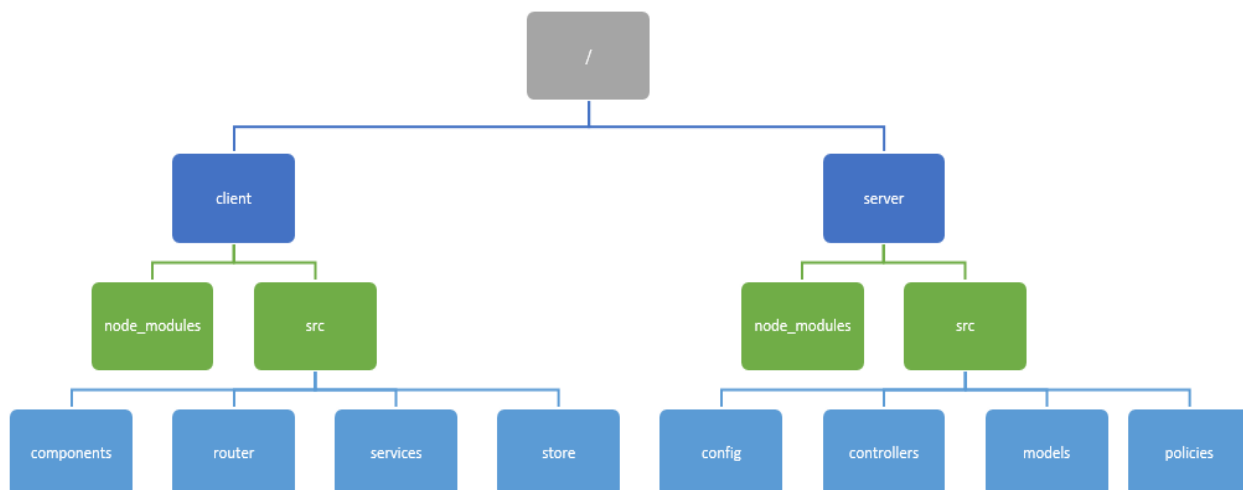 /
client
server
node_modules
src
node_modules
src
components
router
services
store
config
controllers
models
policies